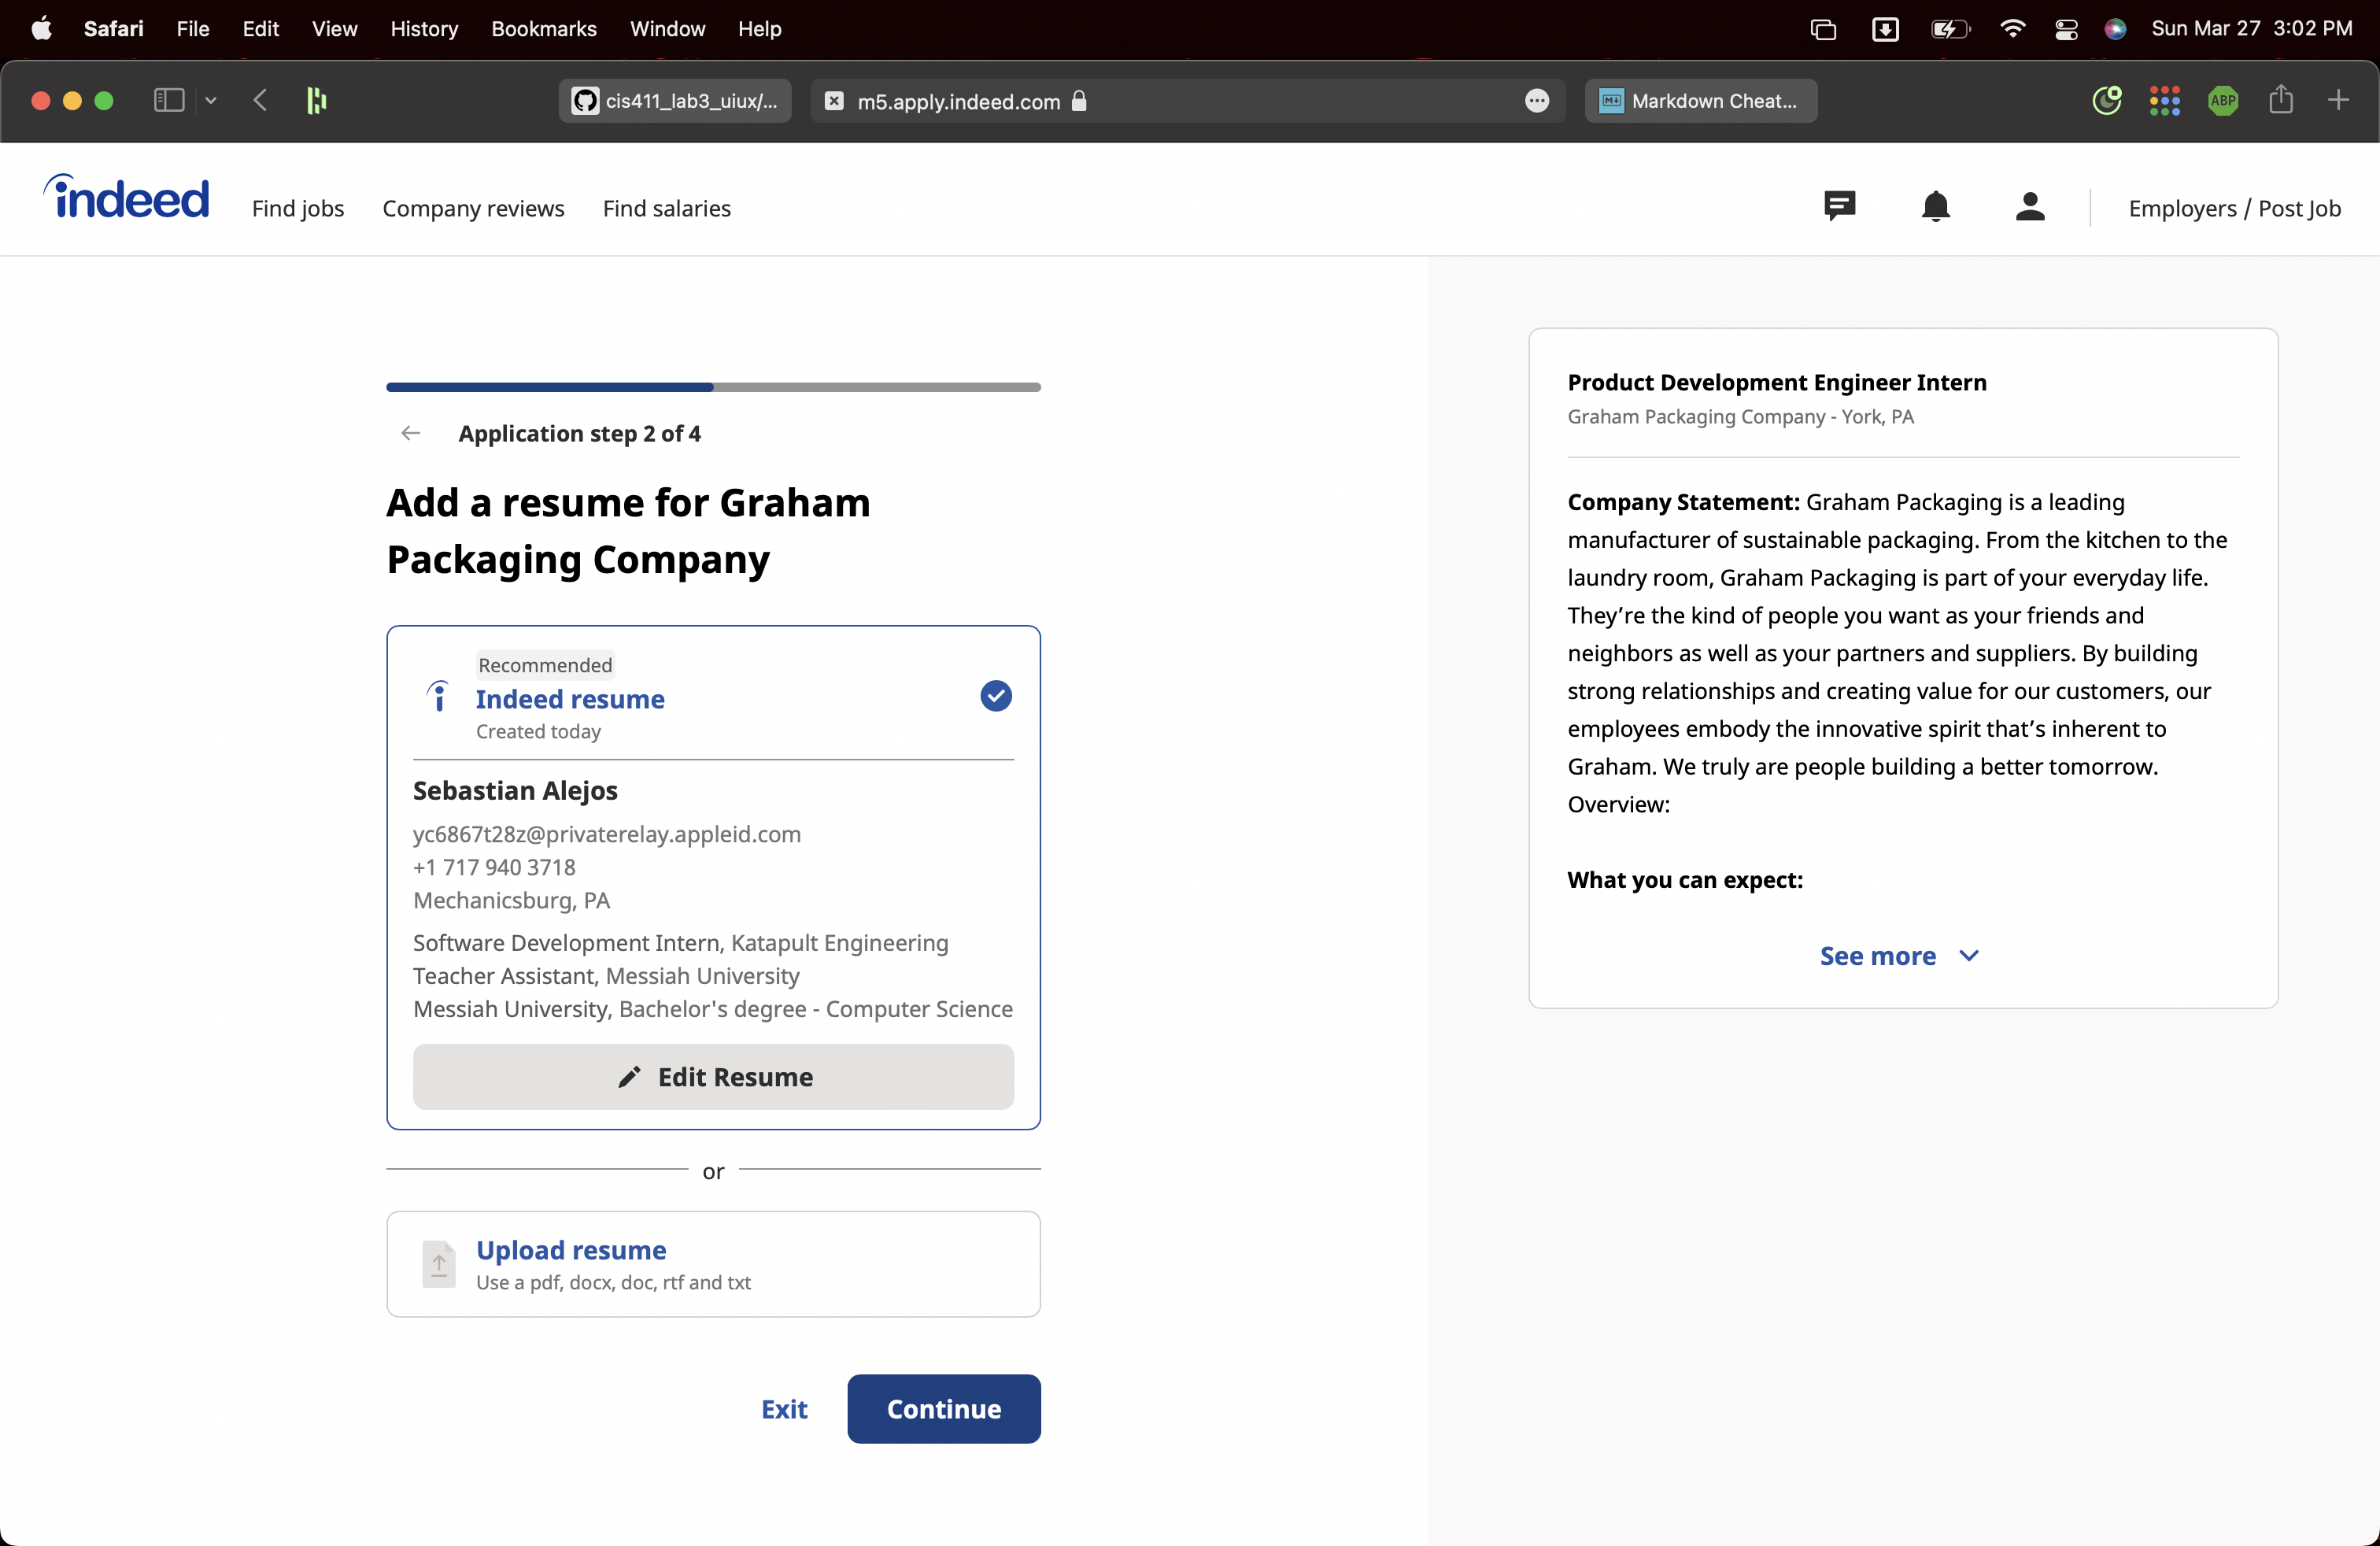 Safari File Edit View History Bookmarks Window Help Sun Mar 27 3:02 PM
cis411_lab3_uiux/... m5.apply.indeed.com Markdown Cheat... ABP
indeed Find jobs Company reviews Find salaries Employers / Post Job
Application step 2 of 4
Add a resume for Graham
Packaging Company
Recommended
Indeed resume
Created today
Sebastian Alejos
yc6867t28z@privaterelay.appleid.com
+1 717 940 3718
Mechanicsburg, PA
Software Development Intern, Katapult Engineering
Teacher Assistant, Messiah University
Messiah University, Bachelor's degree - Computer Science
Edit Resume
or
Upload resume
Use a pdf, docx, doc, rtf and txt
Exit Continue
Product Development Engineer Intern
Graham Packaging Company - York, PA
Company Statement: Graham Packaging is a leading
manufacturer of sustainable packaging. From the kitchen to the
laundry room, Graham Packaging is part of your everyday life.
They’re the kind of people you want as your friends and
neighbors as well as your partners and suppliers. By building
strong relationships and creating value for our customers, our
employees embody the innovative spirit that’s inherent to
Graham. We truly are people building a better tomorrow.
Overview:
What you can expect:
See more